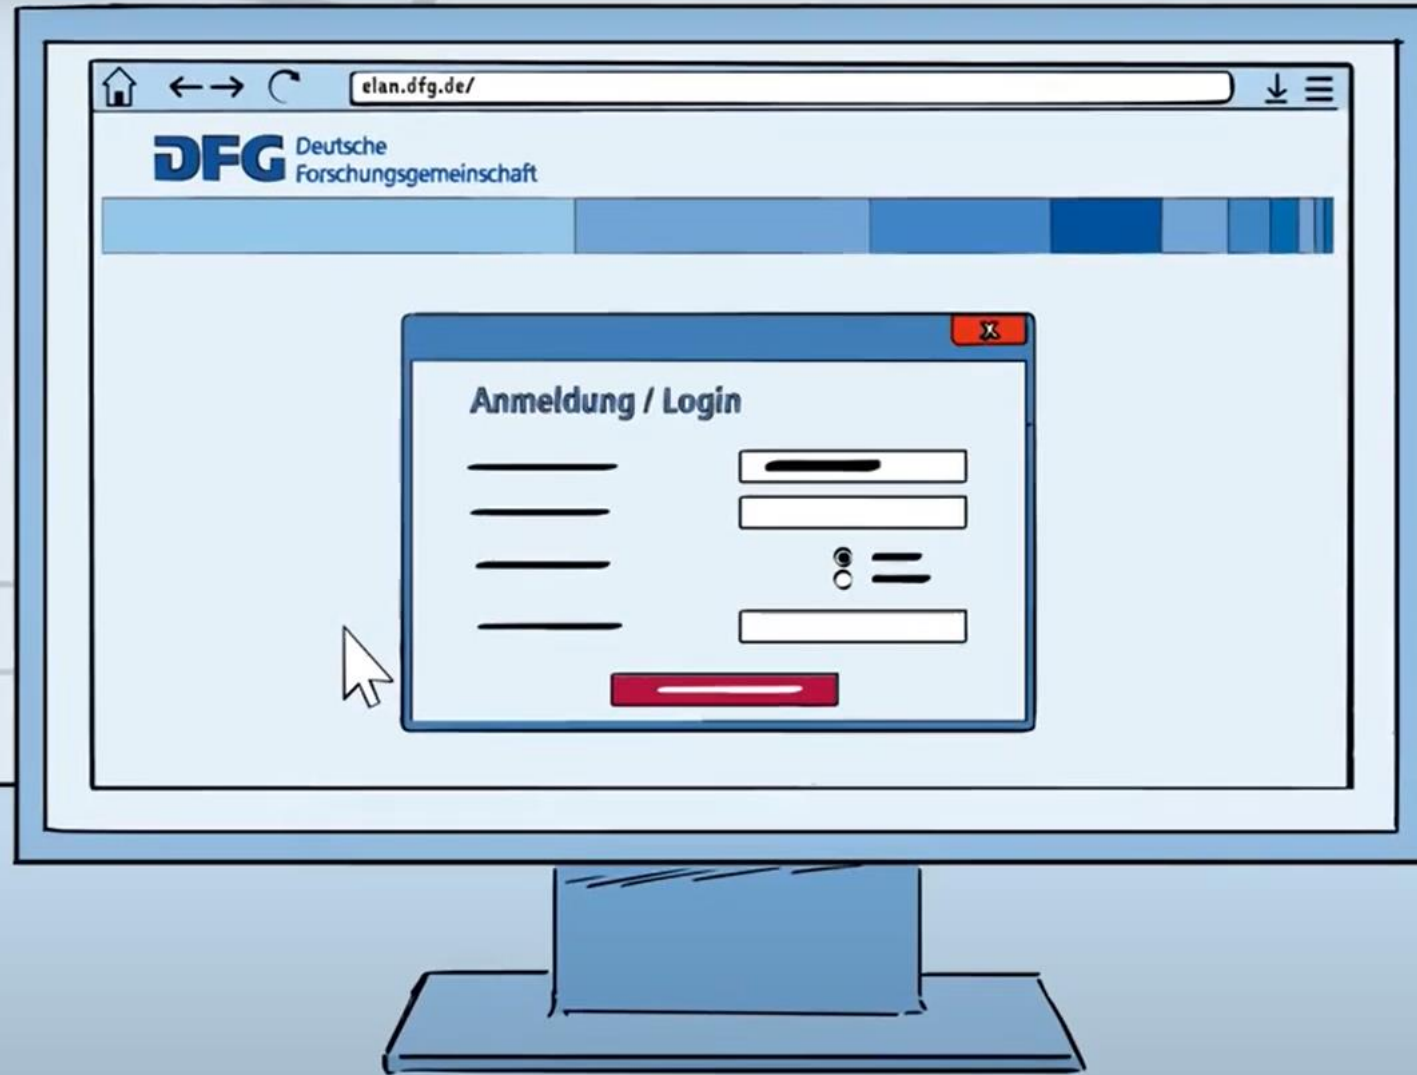 elan.dfg.de/
DFG Deutsche
Forschungsgemeinschaft
X
Anmeldung / Login